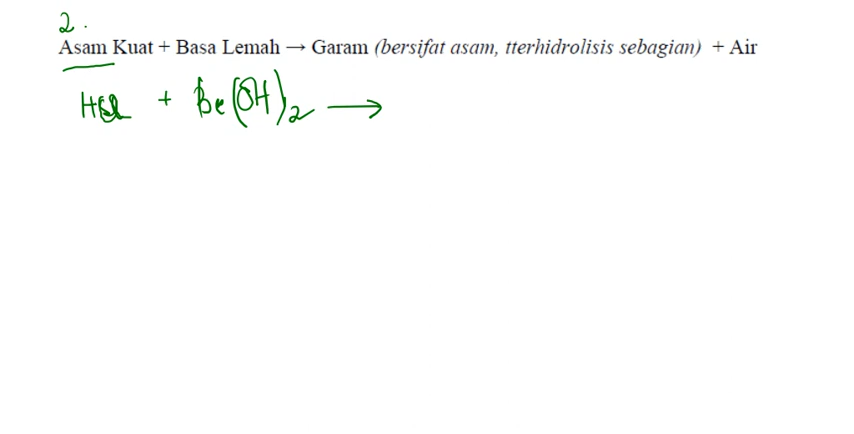 2.
Asam Kuat + Basa Lemah → Garam (bersifat asam, tterhidrolisis sebagian) + Air
HCl + Be(OH)2 →